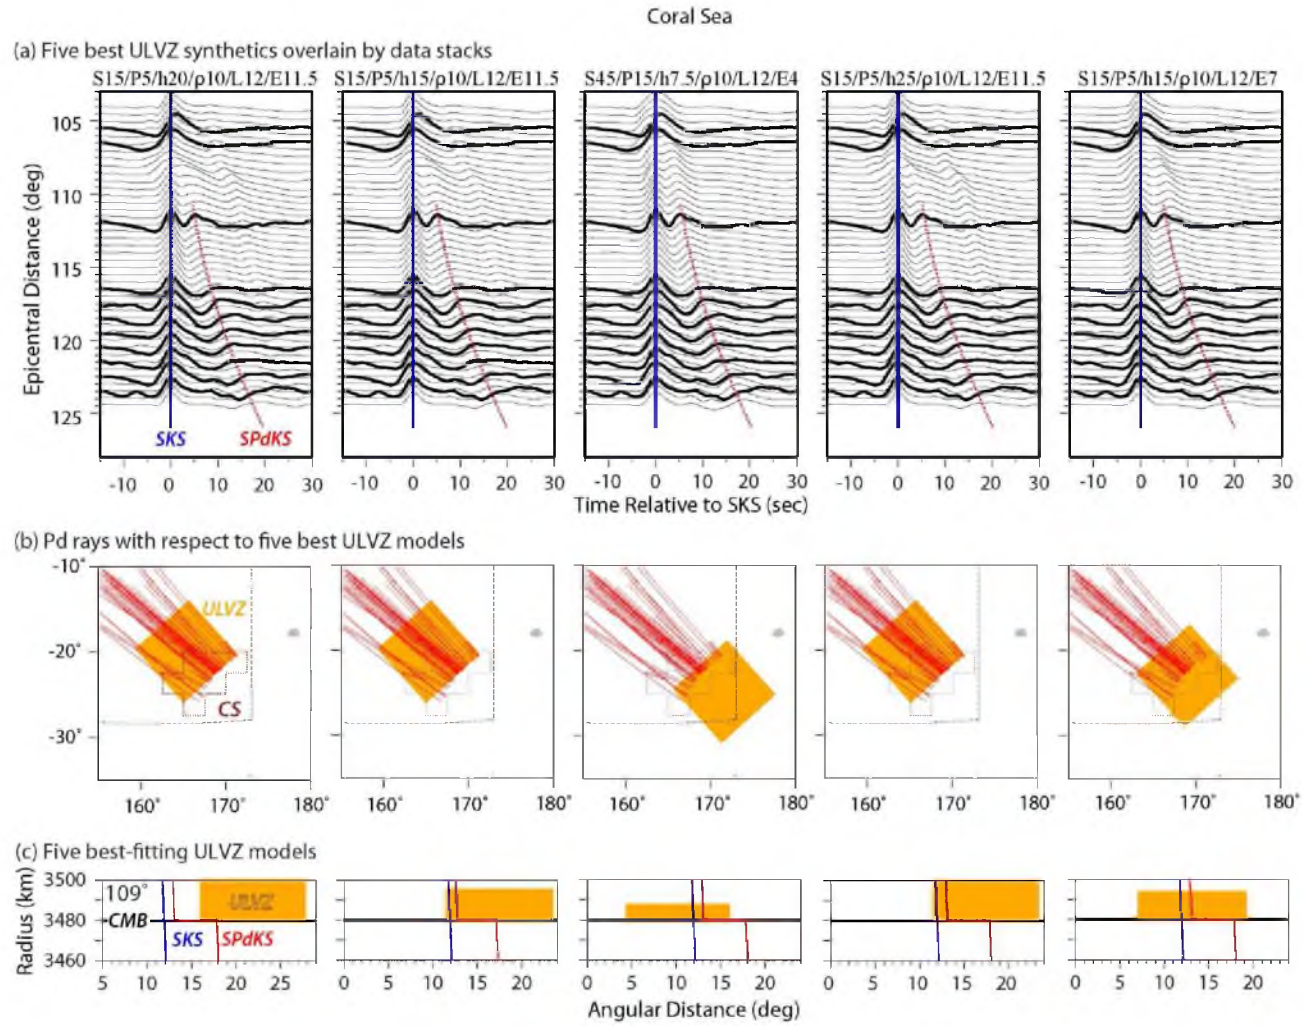 Coral Sea
(a) Five best ULVZ synthetics overlain by data stacks
S15/P5/h20/ρ10/L12/E11.5 S15/P5/h15/ρ10/L12/E11.5 S45/P15/h7.5/ρ10/L12/E4 S15/P5/h25/ρ10/L12/E11.5 S15/P5/h15/ρ10/L12/E7
Epicentral Distance (deg)
105
110
115
120
125
SKS SPdKS
-10 0 10 20 30 -10 0 10 20 30 -10 0 10 20 30 -10 0 10 20 30 -10 0 10 20 30
Time Relative to SKS (sec)
(b) Pd rays with respect to five best ULVZ models
-10°
ULVZ
-20°
CS
-30°
160° 170° 180° 160° 170° 180° 160° 170° 180° 160° 170° 180° 160° 170° 180°
(c) Five best-fitting ULVZ models
Radius (km)
3500 109° ULVZ
3480 CMB
SKS SPdKS
3460
5 10 15 20 25 0 5 10 15 20 0 5 10 15 20 0 5 10 15 20 0 5 10 15 20
Angular Distance (deg)